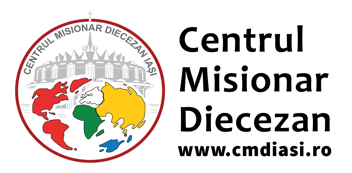 CENTRUL MISIONAR DIECEZAN IAȘI
Centrul
Misionar
Diecezan
www.cmdiasi.ro